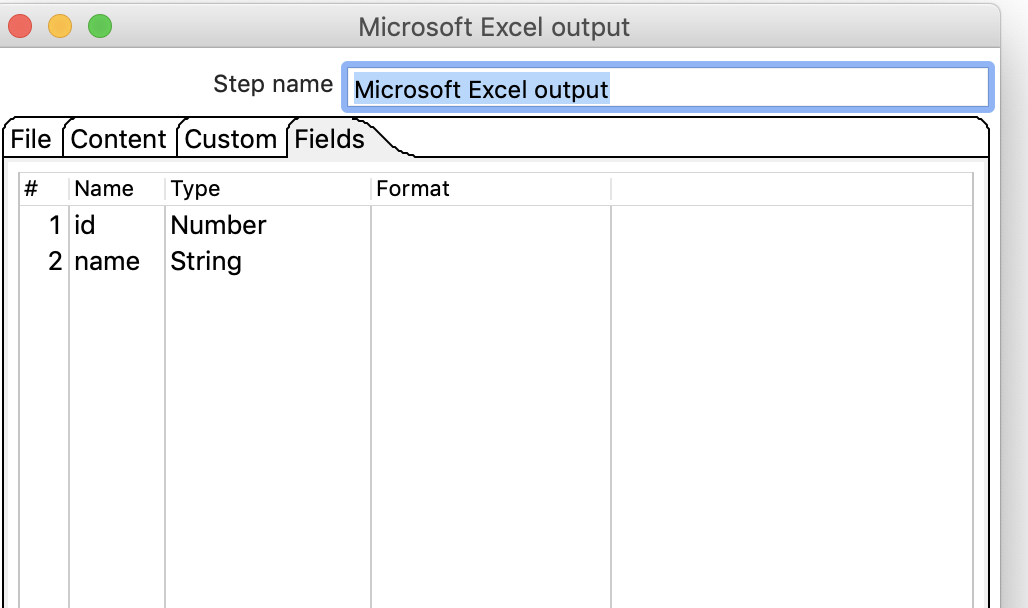 Microsoft Excel output
Step name Microsoft Excel output
File Content Custom Fields
# Name Type Format
1 id Number
2 name String